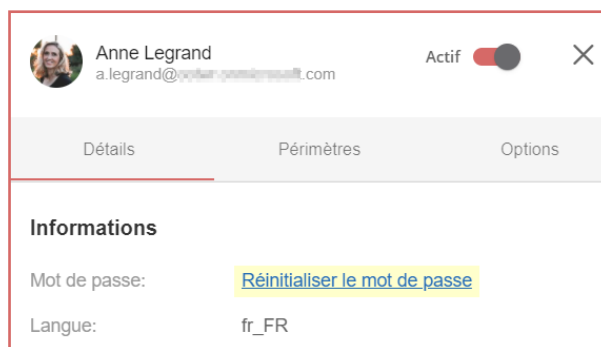 Anne Legrand
Actif
a.legrand@ .com
Détails
Périmètres
Options
Informations
Mot de passe:
Réinitialiser le mot de passe
Langue:
fr_FR